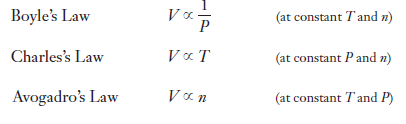 Boyle's Law V ∝ 1/P (at constant T and n)
Charles's Law V ∝ T (at constant P and n)
Avogadro's Law V ∝ n (at constant T and P)